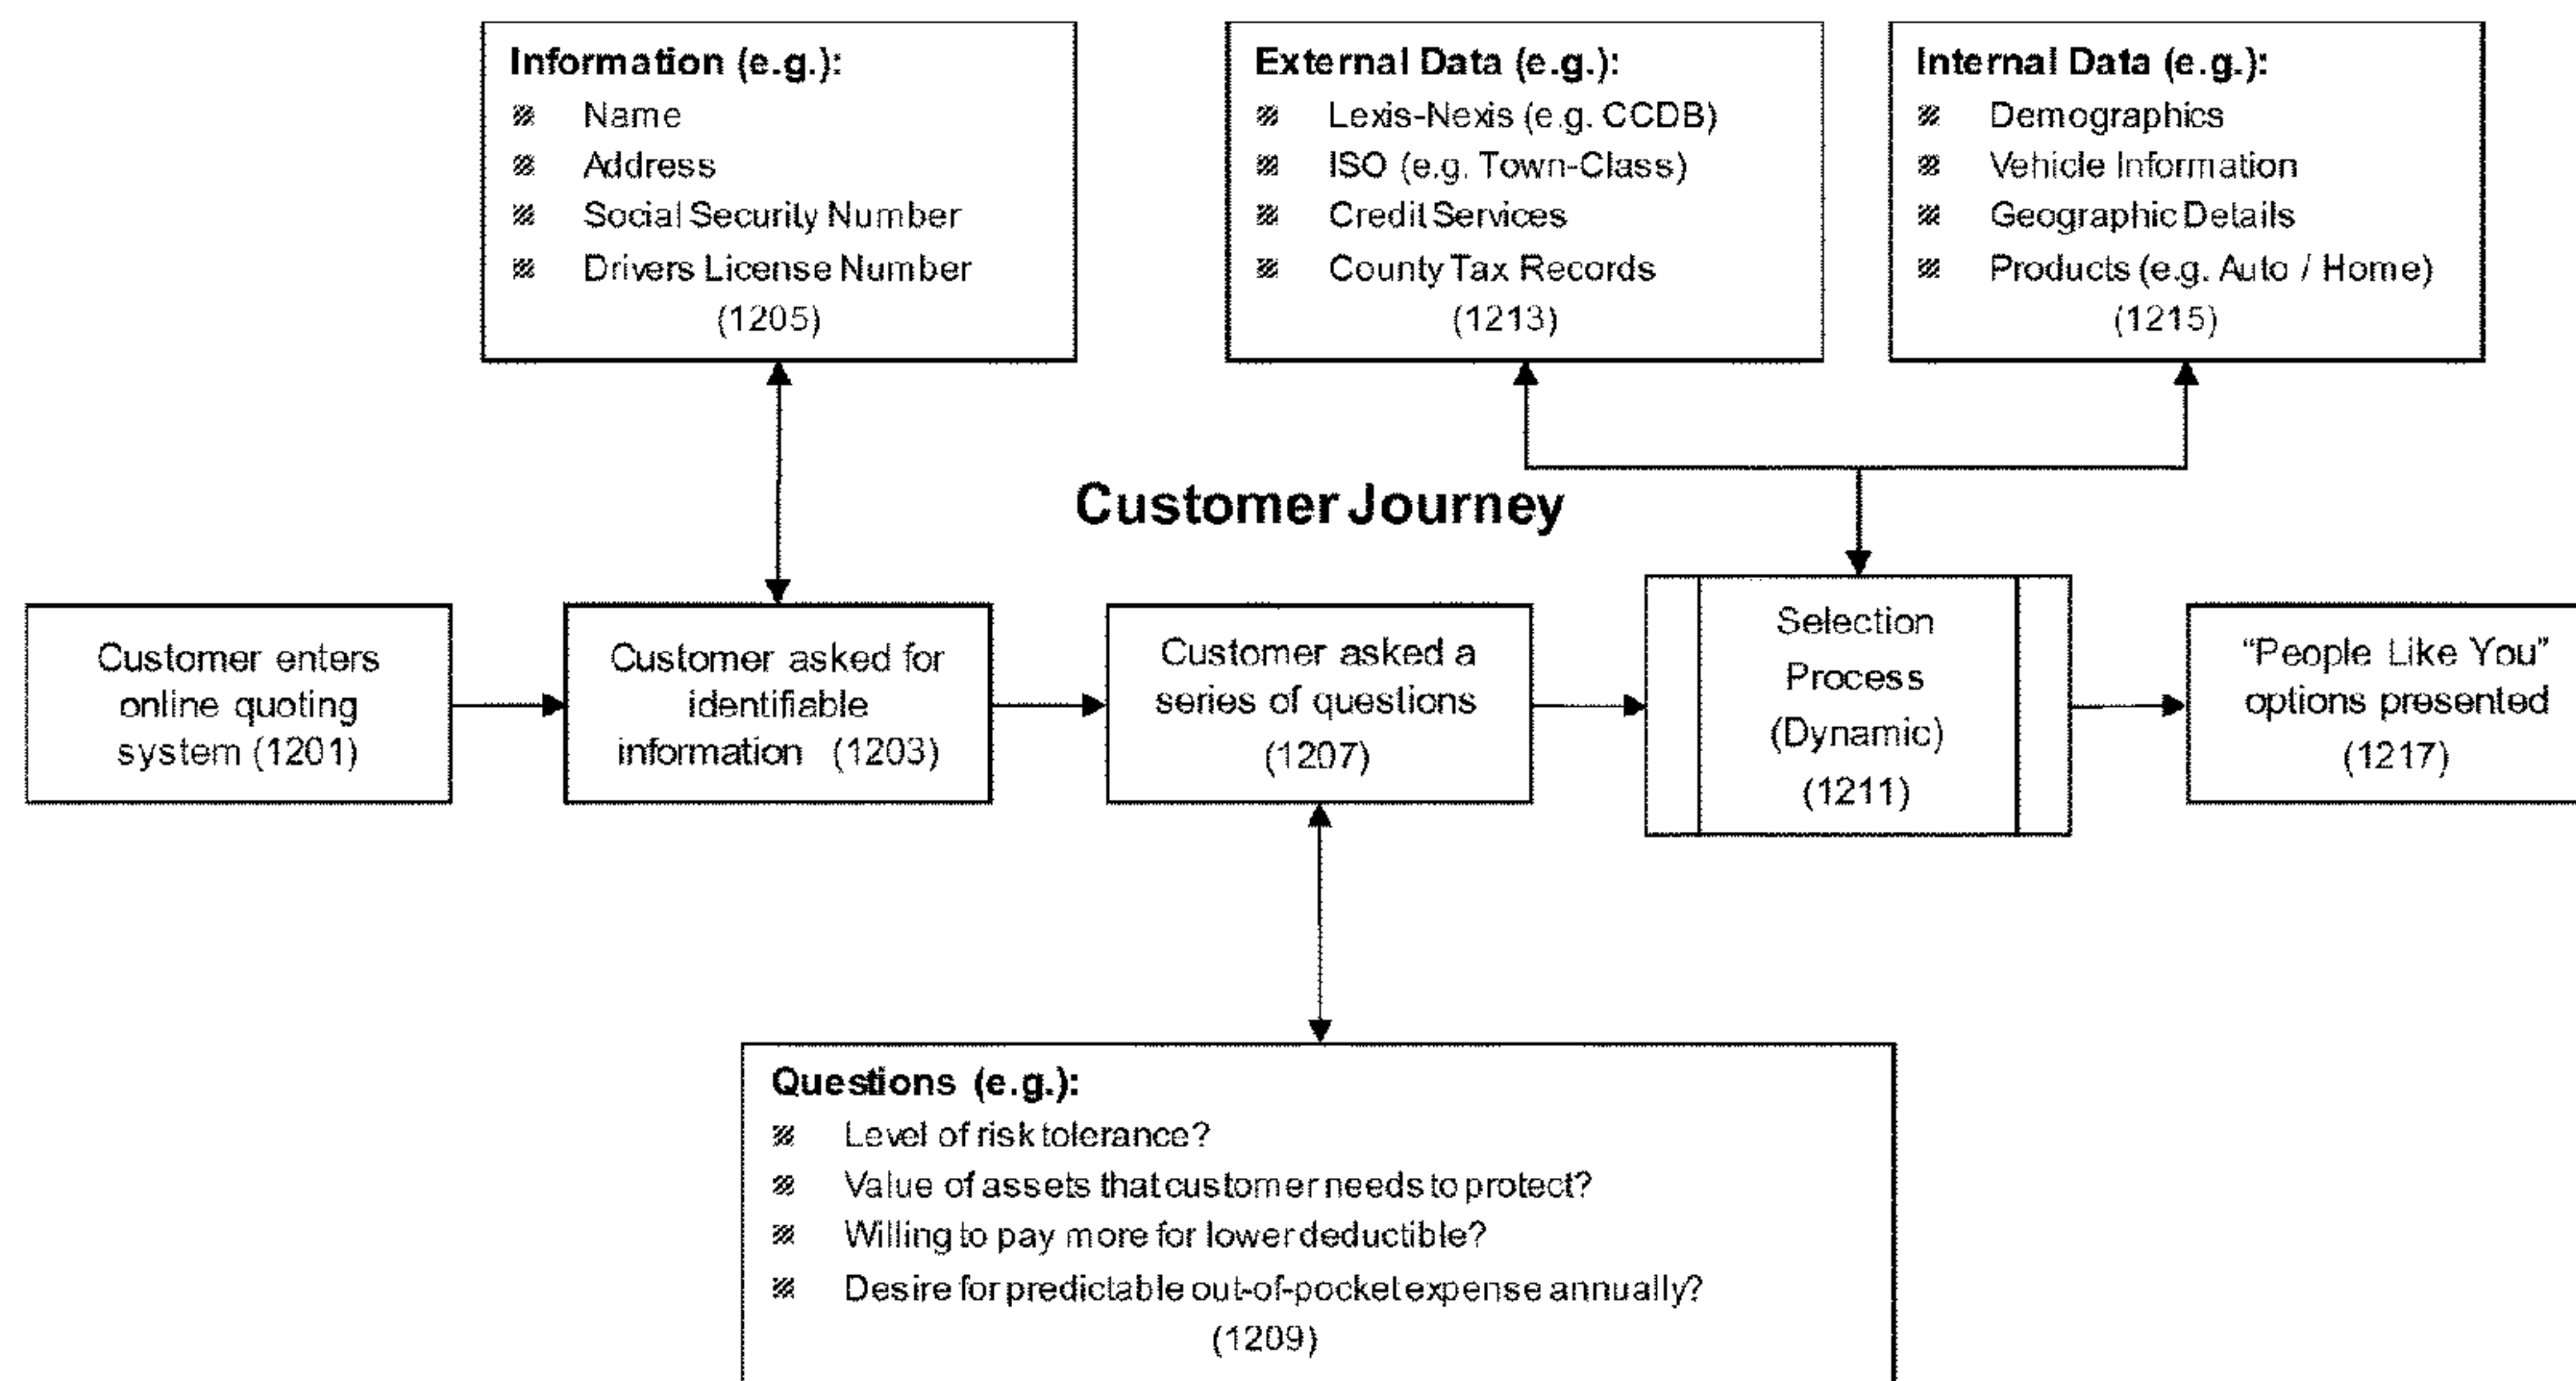 Information (e.g.):
Name
Address
Social Security Number
Drivers License Number
(1205)
External Data (e.g.):
Lexis-Nexis (e.g. CCDB)
ISO (e.g. Town-Class)
Credit Services
County Tax Records
(1213)
Internal Data (e.g.):
Demographics
Vehicle Information
Geographic Details
Products (e.g. Auto / Home)
(1215)
Customer Journey
Customer enters
online quoting
system (1201)
Customer asked for
identifiable
information (1203)
Customer asked a
series of questions
(1207)
Selection
Process
(Dynamic)
(1211)
“People Like You”
options presented
(1217)
Questions (e.g.):
Level of risk tolerance?
Value of assets that customer needs to protect?
Willing to pay more for lower deductible?
Desire for predictable out-of-pocket expense annually?
(1209)